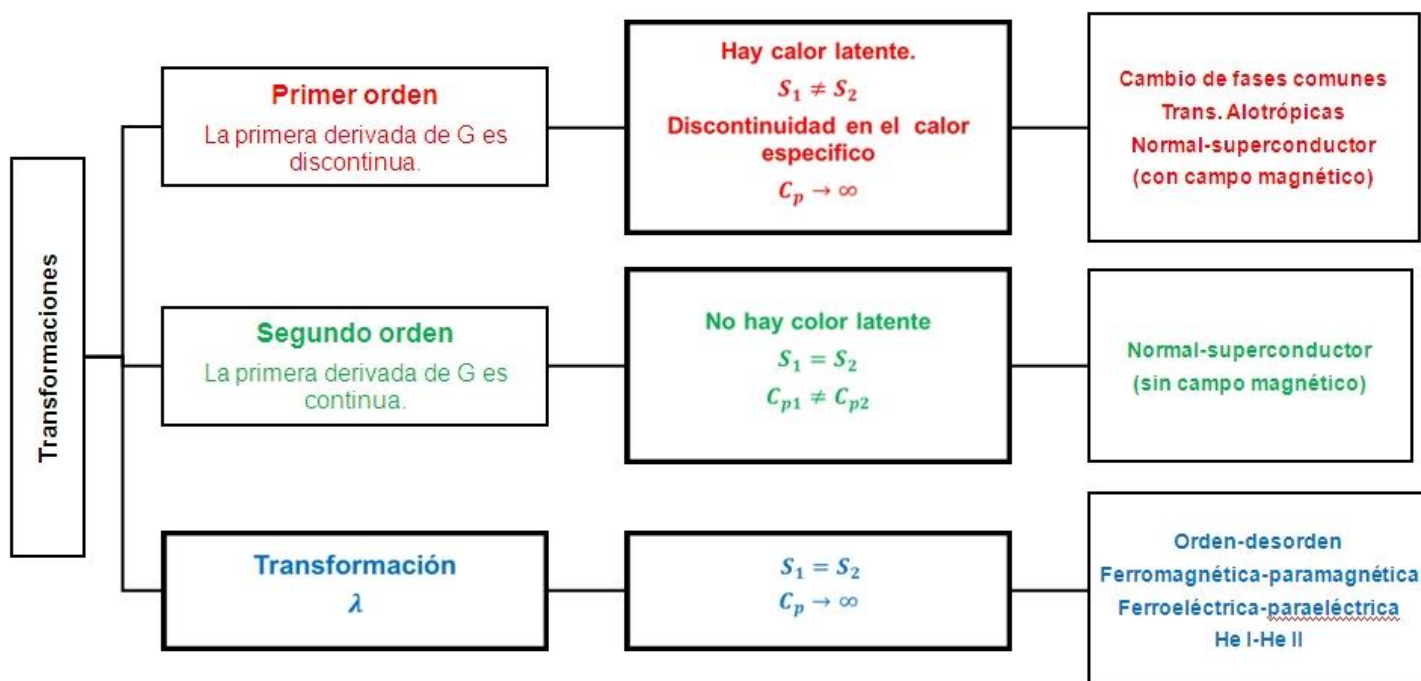 Transformaciones
Primer orden
La primera derivada de G es
discontinua.
Hay calor latente.
S₁ ≠ S₂
Discontinuidad en el calor
especifico
Cₚ → ∞
Cambio de fases comunes
Trans. Alotrópicas
Normal-superconductor
(con campo magnético)
Segundo orden
La primera derivada de G es
continua.
No hay color latente
S₁ = S₂
Cₚ₁ ≠ Cₚ₂
Normal-superconductor
(sin campo magnético)
Transformación
λ
S₁ = S₂
Cₚ → ∞
Orden-desorden
Ferromagnética-paramagnética
Ferroeléctrica-paraeléctrica
He I-He II